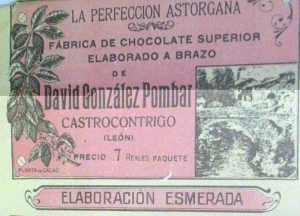 LA PERFECCION ASTORGANA
FÁBRICA DE CHOCOLATE SUPERIOR
ELABORADO A BRAZO
DE
David González Pombar
CASTROCONTRIGO
(LEÓN)
PRECIO 7 REALES PAQUETE
PLANTA DE CACAO
ELABORACIÓN ESMERADA